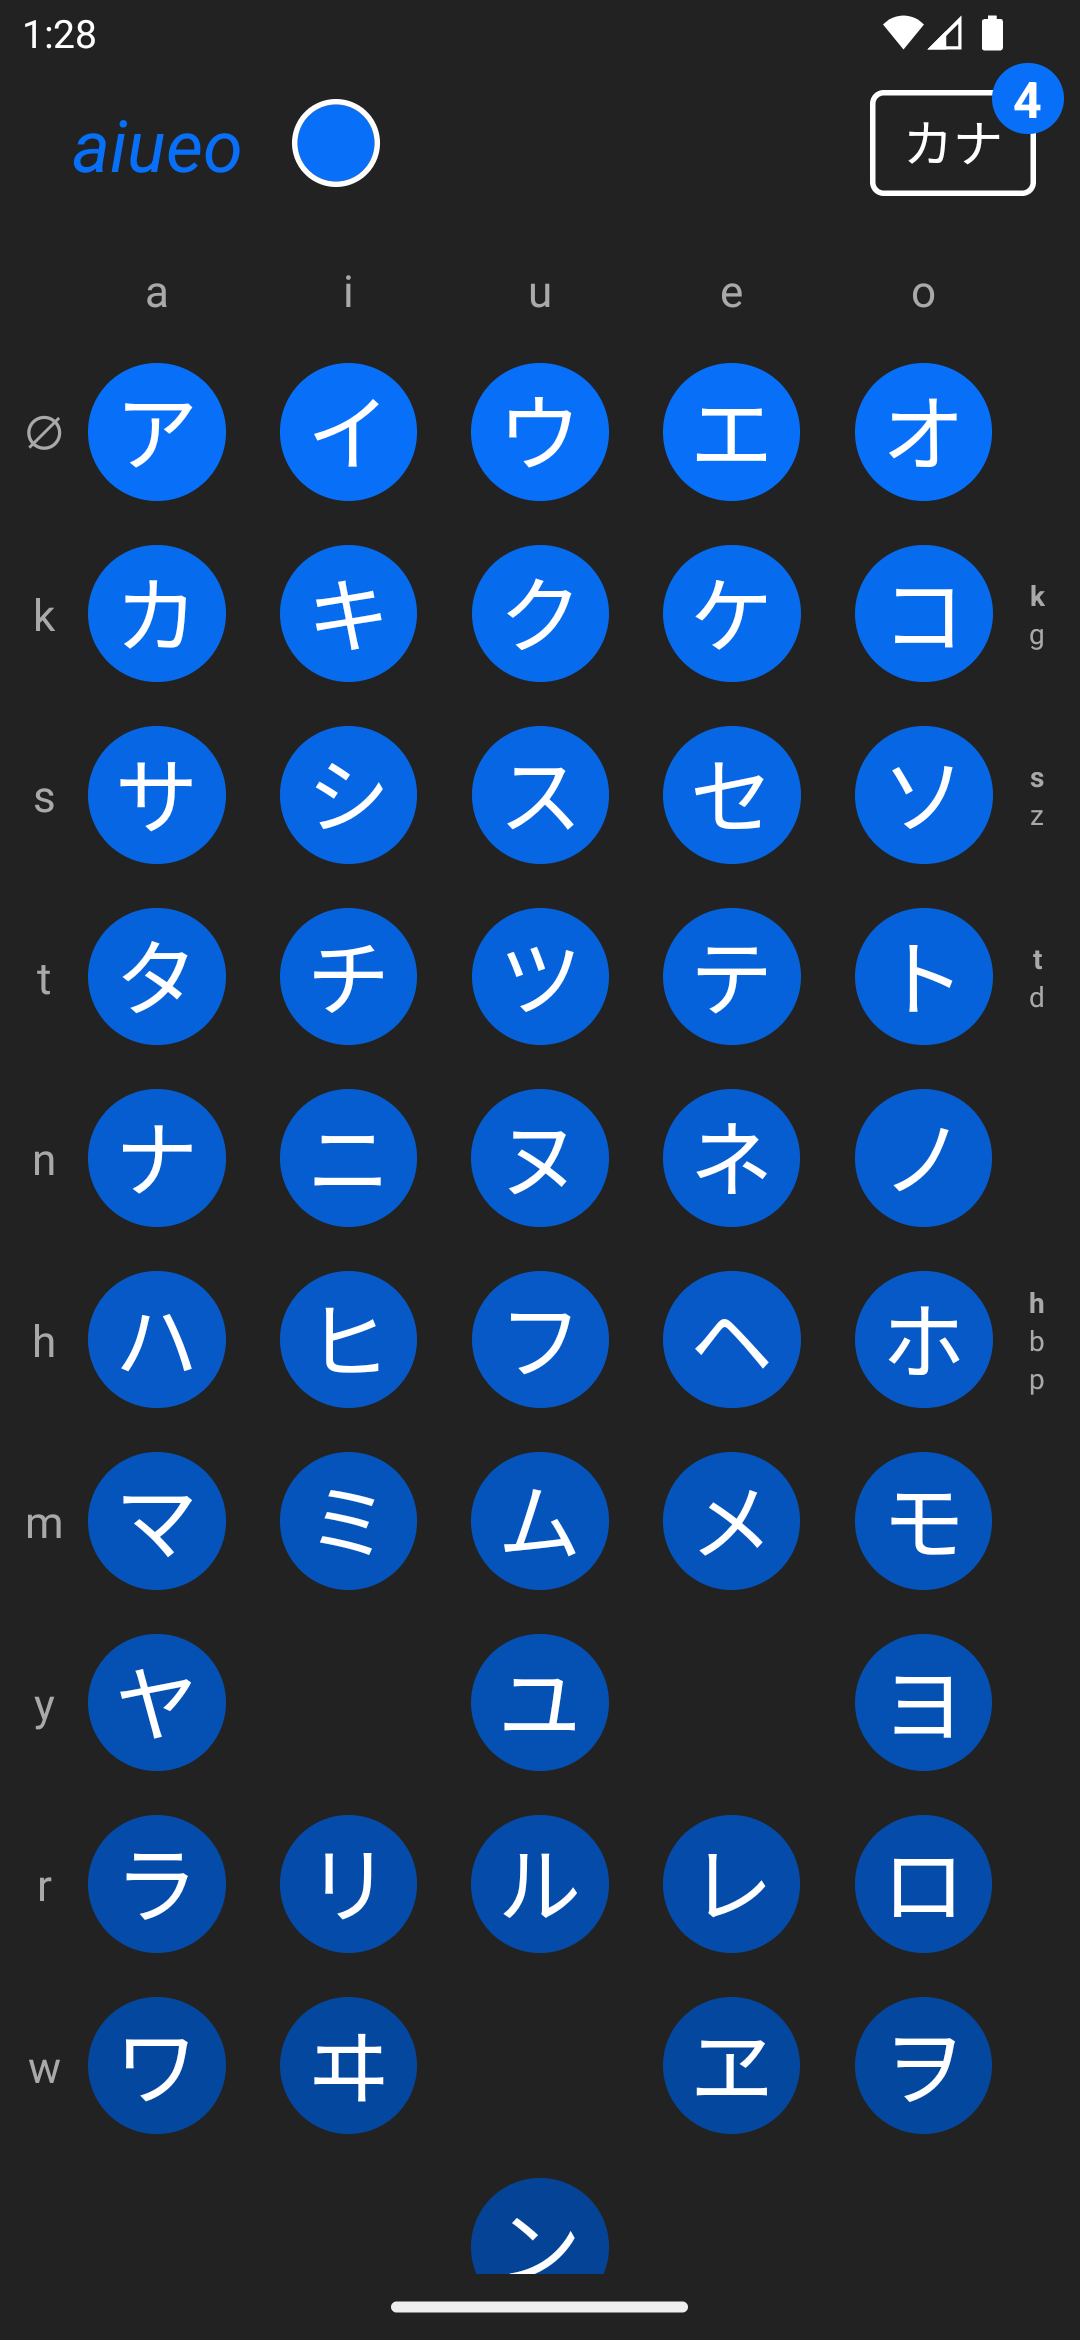 1:28
aiueo カナ 4
a i u e o
∅ ア イ ウ エ オ
k カ キ ク ケ コ k g
s サ シ ス セ ソ s z
t タ チ ツ テ ト t d
n ナ ニ ヌ ネ ノ
h ハ ヒ フ ヘ ホ h b p
m マ ミ ム メ モ
y ヤ ユ ヨ
r ラ リ ル レ ロ
w ワ ヰ ヱ ヲ
ン